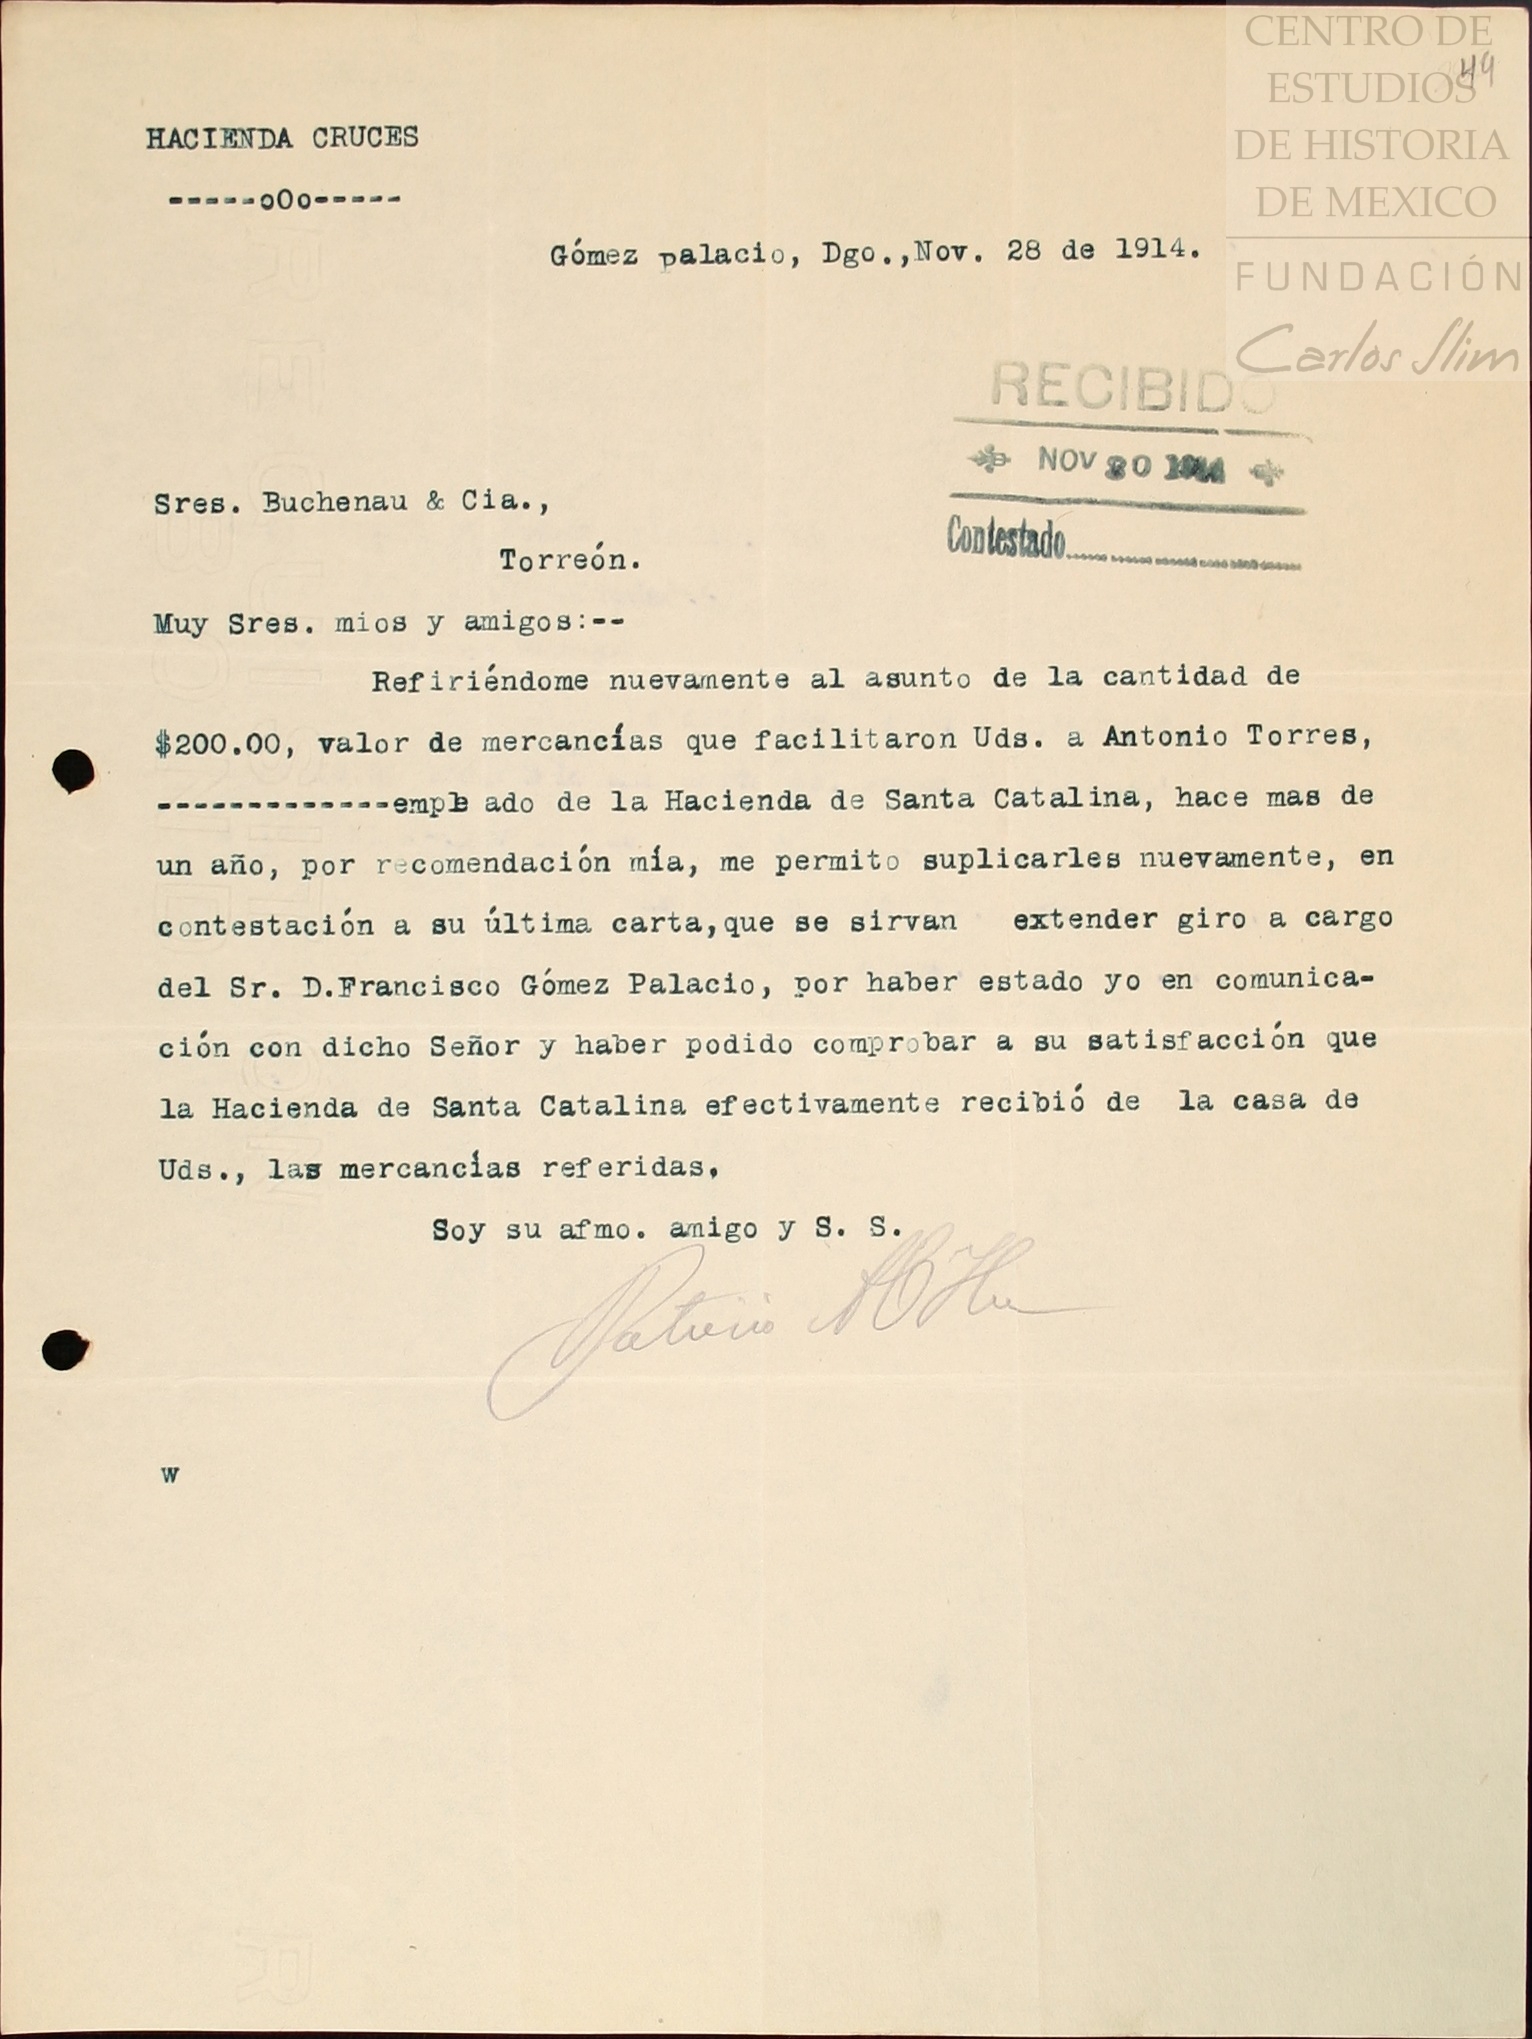 CENTRO DE
ESTUDIOS
DE HISTORIA
DE MEXICO
FUNDACIÓN
Carlos Slim
49
HACIENDA CRUCES
-----oOo-----
Gómez palacio, Dgo.,Nov. 28 de 1914.
RECIBIDO
NOV 30 1914
Contestado
Sres. Buchenau & Cia.,
Torreón.
Muy Sres. mios y amigos:--
Refiriéndome nuevamente al asunto de la cantidad de
$200.00, valor de mercancías que facilitaron Uds. a Antonio Torres,
-------------emple ado de la Hacienda de Santa Catalina, hace mas de
un año, por recomendación mía, me permito suplicarles nuevamente, en
contestación a su última carta,que se sirvan extender giro a cargo
del Sr. D.Francisco Gómez Palacio, por haber estado yo en comunica-
ción con dicho Señor y haber podido comprobar a su satisfacción que
la Hacienda de Santa Catalina efectivamente recibió de la casa de
Uds., las mercancías referidas.
Soy su afmo. amigo y S. S.
Patricio
w